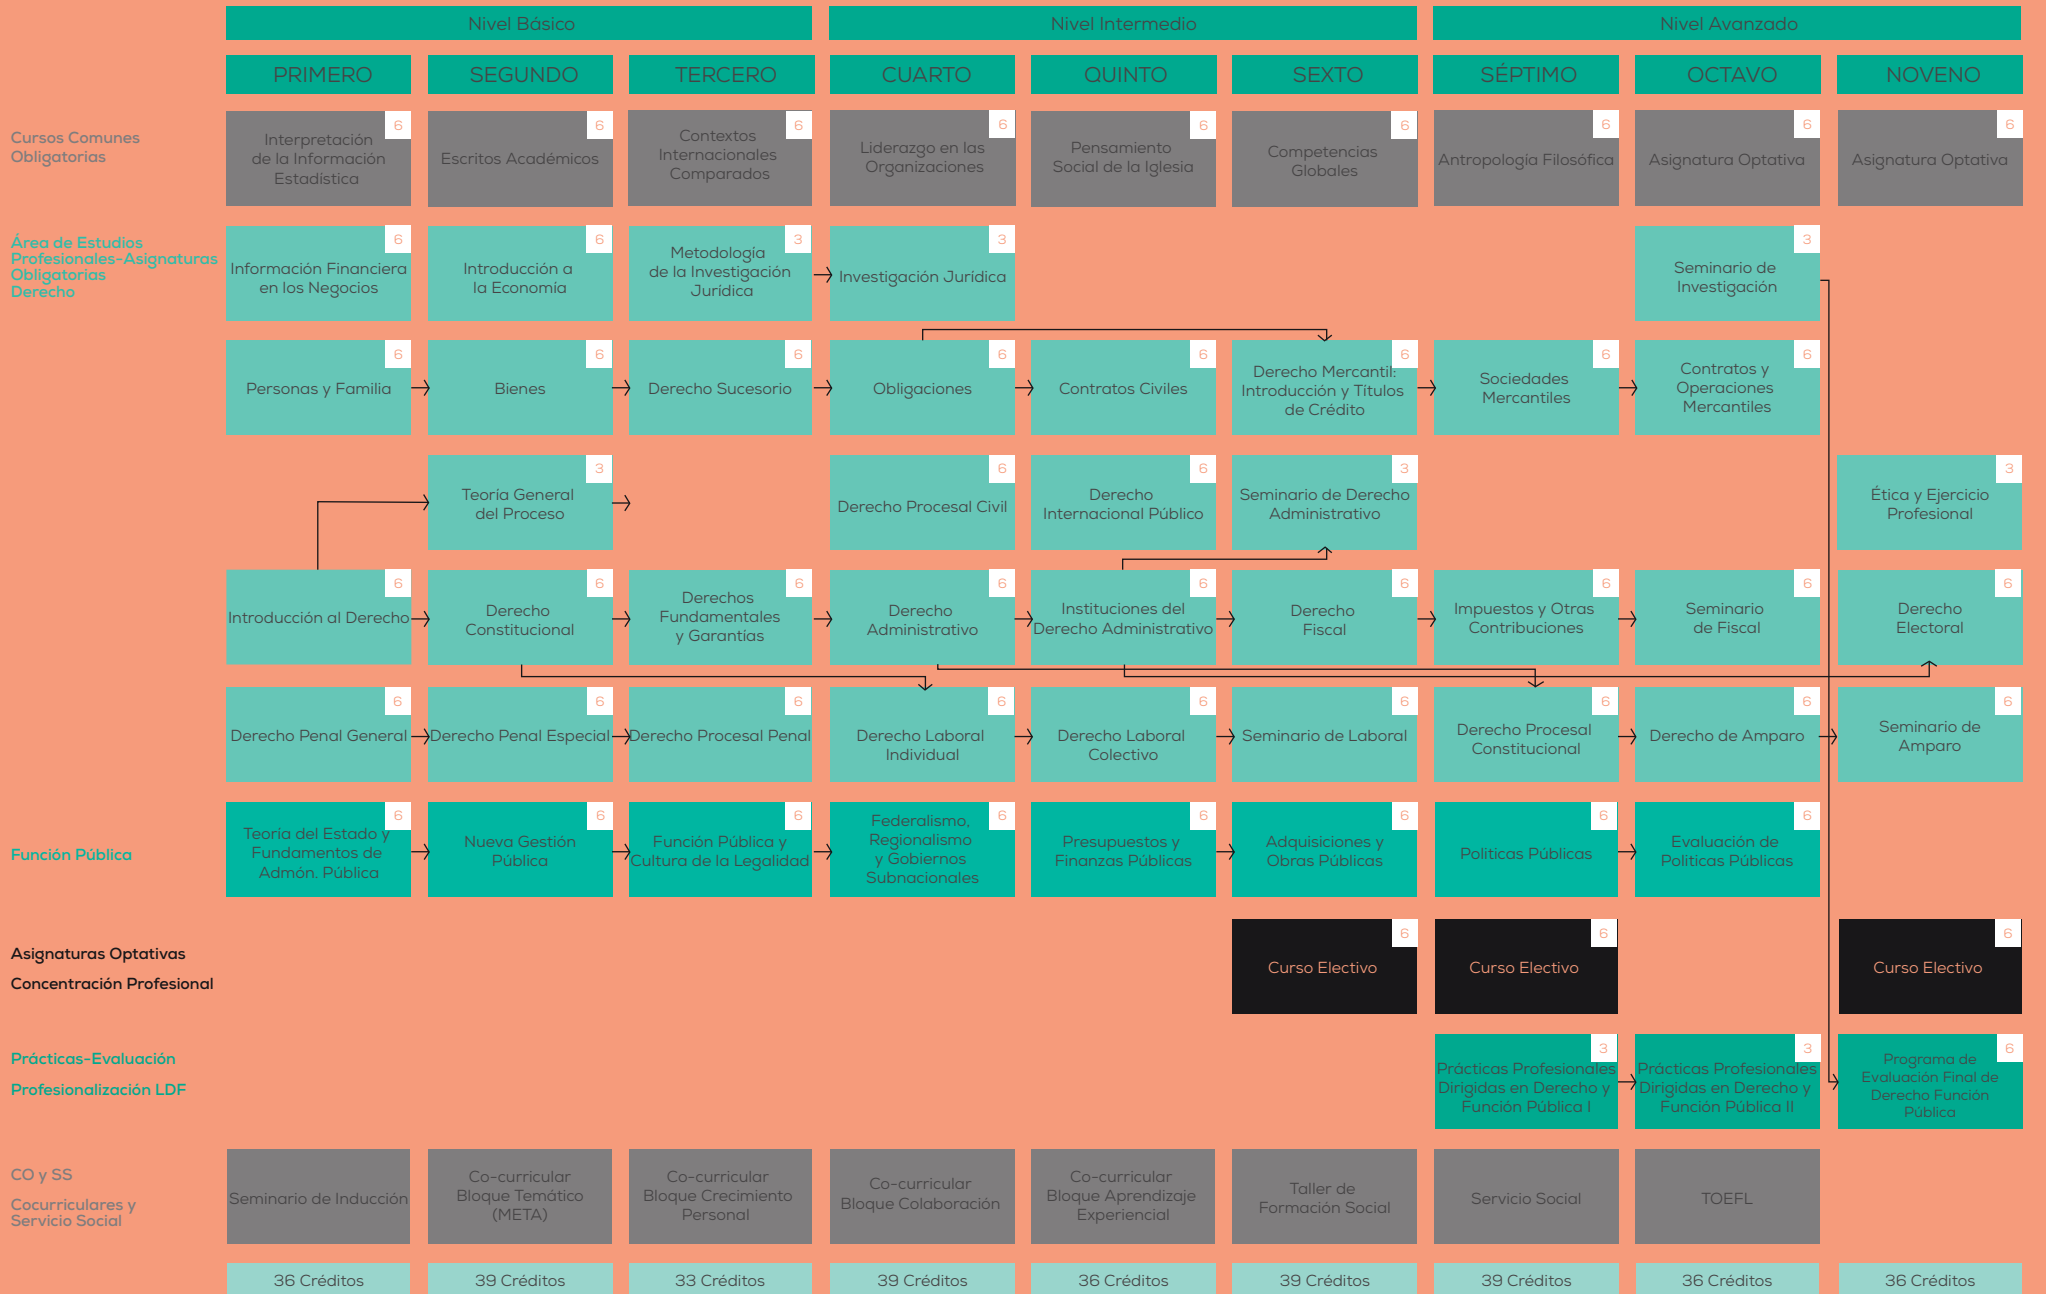 Nivel Básico
Nivel Intermedio
Nivel Avanzado
PRIMERO
SEGUNDO
TERCERO
CUARTO
QUINTO
SEXTO
SÉPTIMO
OCTAVO
NOVENO
Cursos Comunes
Obligatorias
6
Interpretación
de la Información
Estadística
6
Escritos Académicos
6
Contextos
Internacionales
Comparados
6
Liderazgo en las
Organizaciones
6
Pensamiento
Social de la Iglesia
6
Competencias
Globales
6
Antropología Filosófica
6
Asignatura Optativa
6
Asignatura Optativa
Área de Estudios
Profesionales-Asignaturas
Obligatorias
Derecho
6
Información Financiera
en los Negocios
6
Introducción a
la Economía
3
Metodología
de la Investigación
Jurídica
3
Investigación Jurídica
3
Seminario de
Investigación
6
Personas y Familia
6
Bienes
6
Derecho Sucesorio
6
Obligaciones
6
Contratos Civiles
6
Derecho Mercantil:
Introducción y Títulos
de Crédito
6
Sociedades
Mercantiles
6
Contratos y
Operaciones
Mercantiles
3
Teoría General
del Proceso
6
Derecho Procesal Civil
6
Derecho
Internacional Público
3
Seminario de Derecho
Administrativo
3
Ética y Ejercicio
Profesional
6
Introducción al Derecho
6
Derecho
Constitucional
6
Derechos
Fundamentales
y Garantías
6
Derecho
Administrativo
6
Instituciones del
Derecho Administrativo
6
Derecho
Fiscal
6
Impuestos y Otras
Contribuciones
6
Seminario
de Fiscal
6
Derecho
Electoral
6
Derecho Penal General
6
Derecho Penal Especial
6
Derecho Procesal Penal
6
Derecho Laboral
Individual
6
Derecho Laboral
Colectivo
6
Seminario de Laboral
6
Derecho Procesal
Constitucional
6
Derecho de Amparo
6
Seminario de
Amparo
Función Pública
6
Teoría del Estado y
Fundamentos de
Admón. Pública
6
Nueva Gestión
Pública
6
Función Pública y
Cultura de la Legalidad
6
Federalismo,
Regionalismo
y Gobiernos
Subnacionales
6
Presupuestos y
Finanzas Públicas
6
Adquisiciones y
Obras Públicas
6
Políticas Públicas
6
Evaluación de
Políticas Públicas
Asignaturas Optativas
Concentración Profesional
6
Curso Electivo
6
Curso Electivo
6
Curso Electivo
Prácticas-Evaluación
Profesionalización LDF
3
Prácticas Profesionales
Dirigidas en Derecho y
Función Pública I
3
Prácticas Profesionales
Dirigidas en Derecho y
Función Pública II
6
Programa de
Evaluación Final de
Derecho Función
Pública
CO y SS
Cocurriculares y
Servicio Social
Seminario de Inducción
Co-curricular
Bloque Temático
(META)
Co-curricular
Bloque Crecimiento
Personal
Co-curricular
Bloque Colaboración
Co-curricular
Bloque Aprendizaje
Experiencial
Taller de
Formación Social
Servicio Social
TOEFL
36 Créditos
39 Créditos
33 Créditos
39 Créditos
36 Créditos
39 Créditos
39 Créditos
36 Créditos
36 Créditos